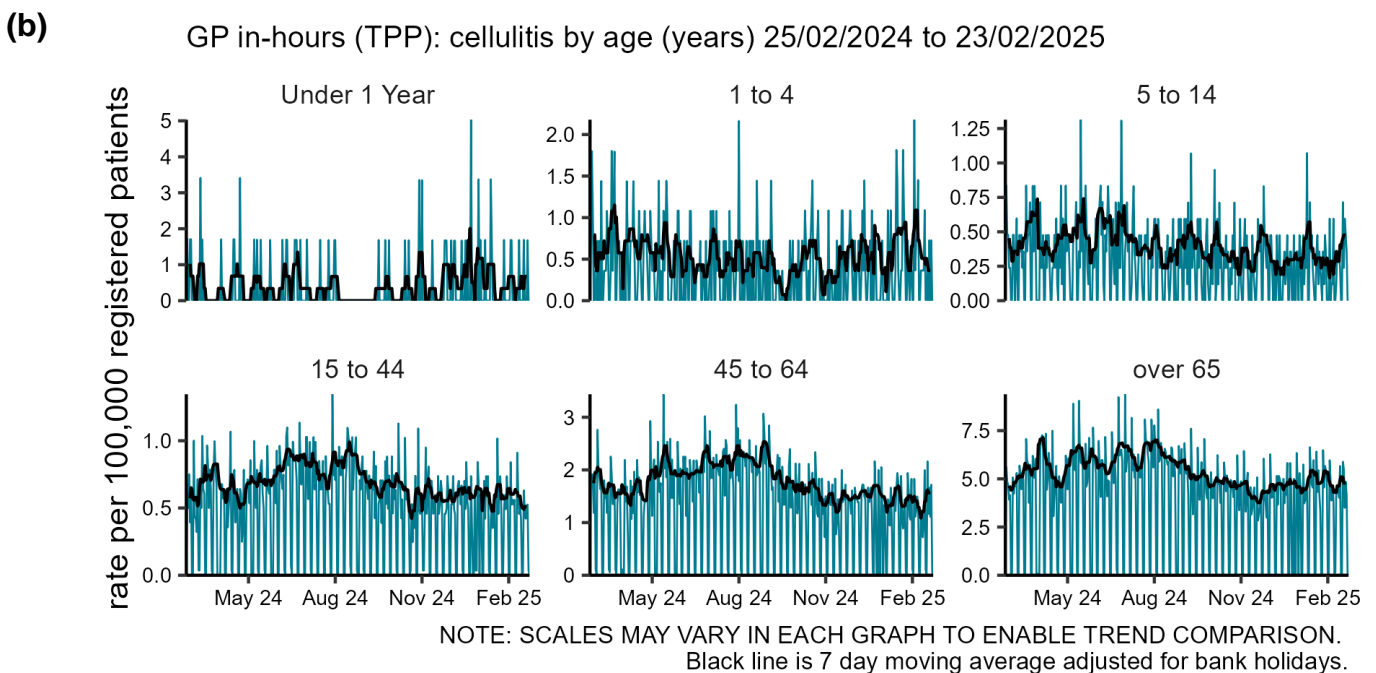 (b)
GP in-hours (TPP): cellulitis by age (years) 25/02/2024 to 23/02/2025
rate per 100,000 registered patients
Under 1 Year
5
4
3
2
1
0
1 to 4
2.0
1.5
1.0
0.5
0.0
5 to 14
1.25
1.00
0.75
0.50
0.25
0.00
15 to 44
1.0
0.5
0.0
May 24 Aug 24 Nov 24 Feb 25
45 to 64
3
2
1
0
May 24 Aug 24 Nov 24 Feb 25
over 65
7.5
5.0
2.5
0.0
May 24 Aug 24 Nov 24 Feb 25
NOTE: SCALES MAY VARY IN EACH GRAPH TO ENABLE TREND COMPARISON.
Black line is 7 day moving average adjusted for bank holidays.